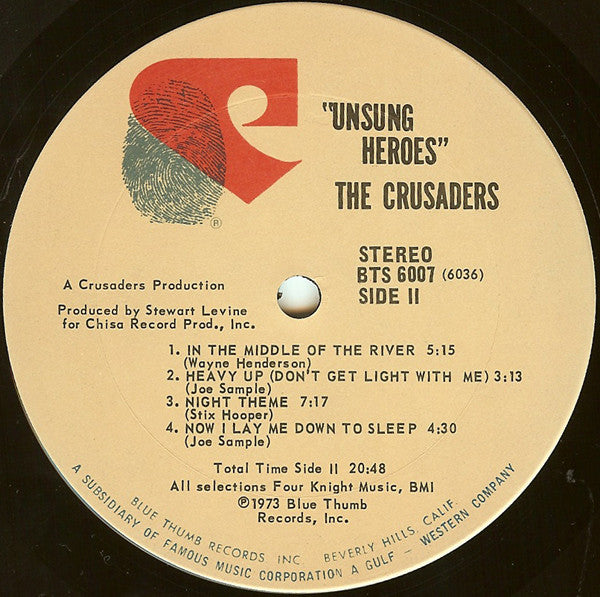 "UNSUNG
HEROES"
THE CRUSADERS
®
STEREO
BTS 6007 (6036)
SIDE II
A Crusaders Production
Produced by Stewart Levine
for Chisa Record Prod., Inc.
1. IN THE MIDDLE OF THE RIVER 5:15
(Wayne Henderson)
2. HEAVY UP (DON'T GET LIGHT WITH ME) 3:13
(Joe Sample)
3. NIGHT THEME 7:17
(Stix Hooper)
4. NOW I LAY ME DOWN TO SLEEP 4:30
(Joe Sample)
Total Time Side II 20:48
All selections Four Knight Music, BMI
℗1973 Blue Thumb
Records, Inc.
BLUE THUMB RECORDS INC BEVERLY HILLS, CALIF.
A SUBSIDIARY OF FAMOUS MUSIC CORPORATION A GULF - WESTERN COMPANY